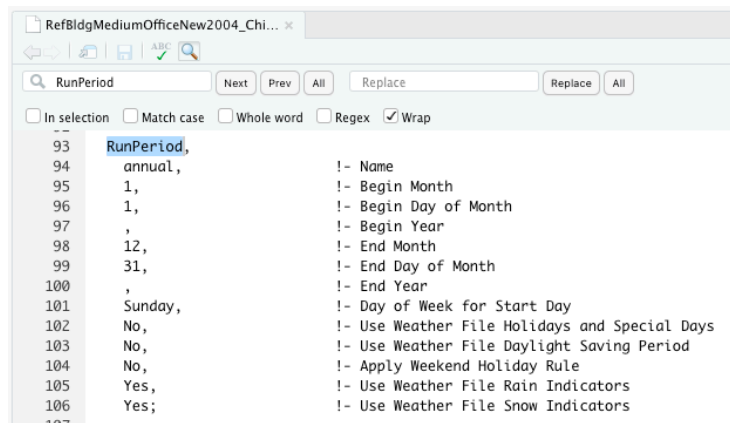 RefBldgMediumOfficeNew2004_Chi... ×
ABC
RunPeriod Next Prev All Replace Replace All
In selection Match case Whole word Regex Wrap
93 RunPeriod,
94 annual, !- Name
95 1, !- Begin Month
96 1, !- Begin Day of Month
97 , !- Begin Year
98 12, !- End Month
99 31, !- End Day of Month
100 , !- End Year
101 Sunday, !- Day of Week for Start Day
102 No, !- Use Weather File Holidays and Special Days
103 No, !- Use Weather File Daylight Saving Period
104 No, !- Apply Weekend Holiday Rule
105 Yes, !- Use Weather File Rain Indicators
106 Yes; !- Use Weather File Snow Indicators